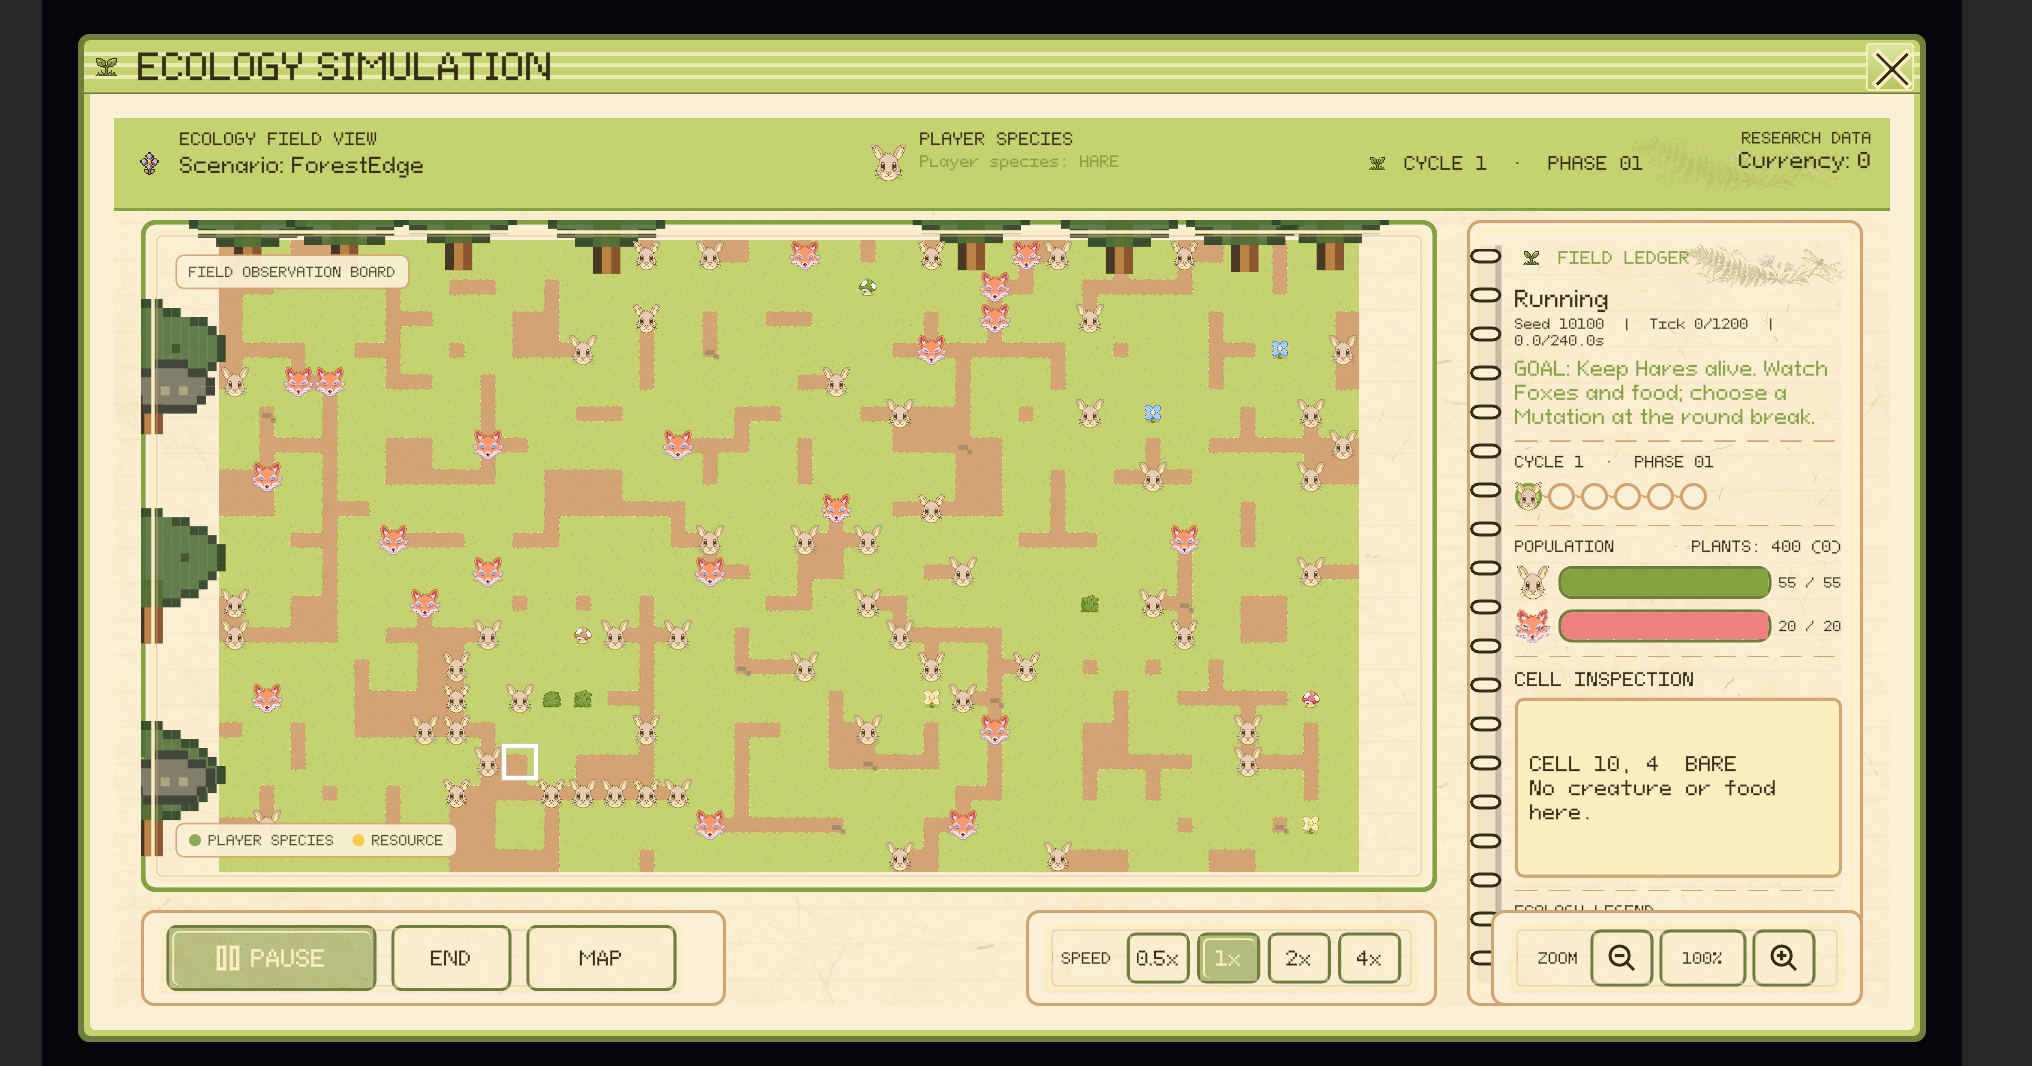 ECOLOGY SIMULATION
ECOLOGY FIELD VIEW
Scenario: ForestEdge
PLAYER SPECIES
Player species: HARE
CYCLE 1 · PHASE 01
RESEARCH DATA
Currency: 0
FIELD OBSERVATION BOARD
PLAYER SPECIES
RESOURCE
FIELD LEDGER
Running
Seed 10100 | Tick 0/1200 |
0.0/240.0s
GOAL: Keep Hares alive. Watch
Foxes and food; choose a
Mutation at the round break.
CYCLE 1 · PHASE 01
POPULATION PLANTS: 400 (0)
55 / 55
20 / 20
CELL INSPECTION
CELL 10, 4 BARE
No creature or food
here.
ECOLOGY LEGEND
PAUSE
END
MAP
SPEED
0.5x
1x
2x
4x
ZOOM
100%